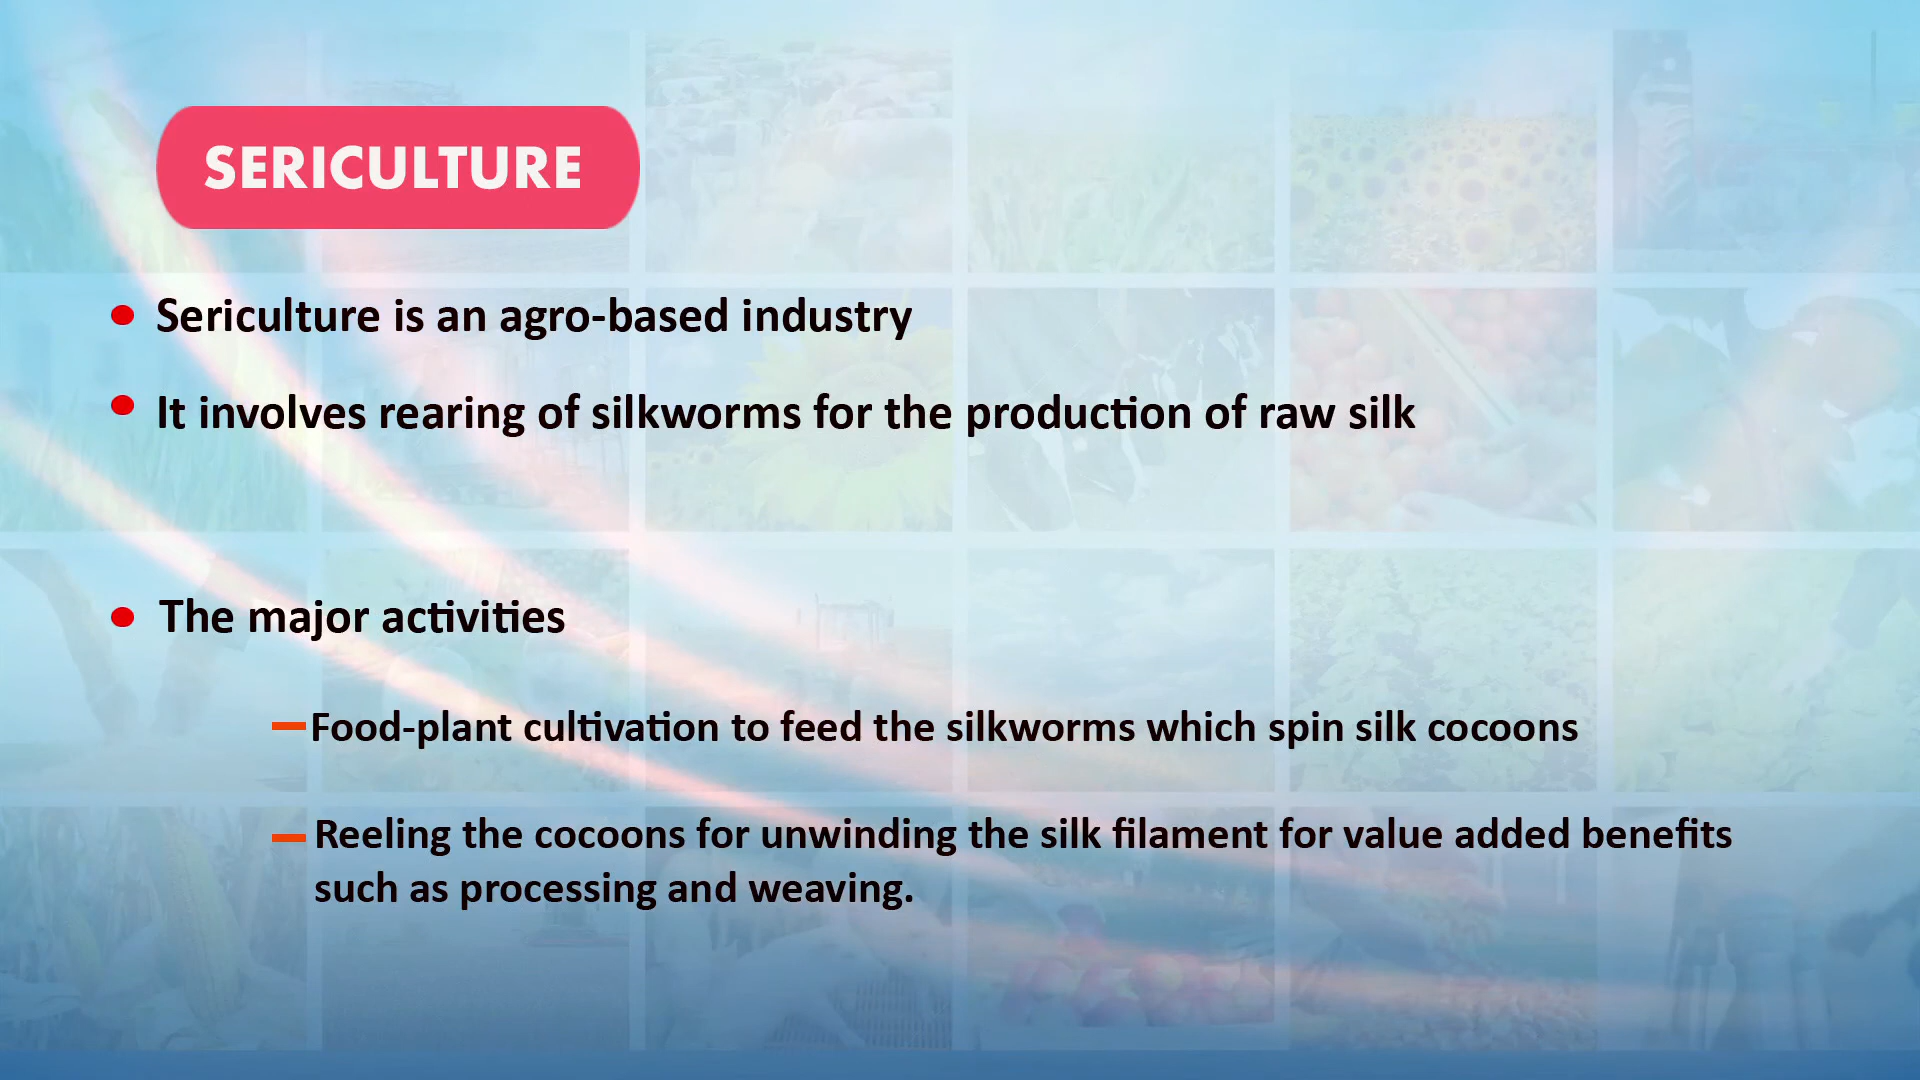 SERICULTURE
Sericulture is an agro-based industry
It involves rearing of silkworms for the production of raw silk
The major activities
Food-plant cultivation to feed the silkworms which spin silk cocoons
Reeling the cocoons for unwinding the silk filament for value added benefits
such as processing and weaving.